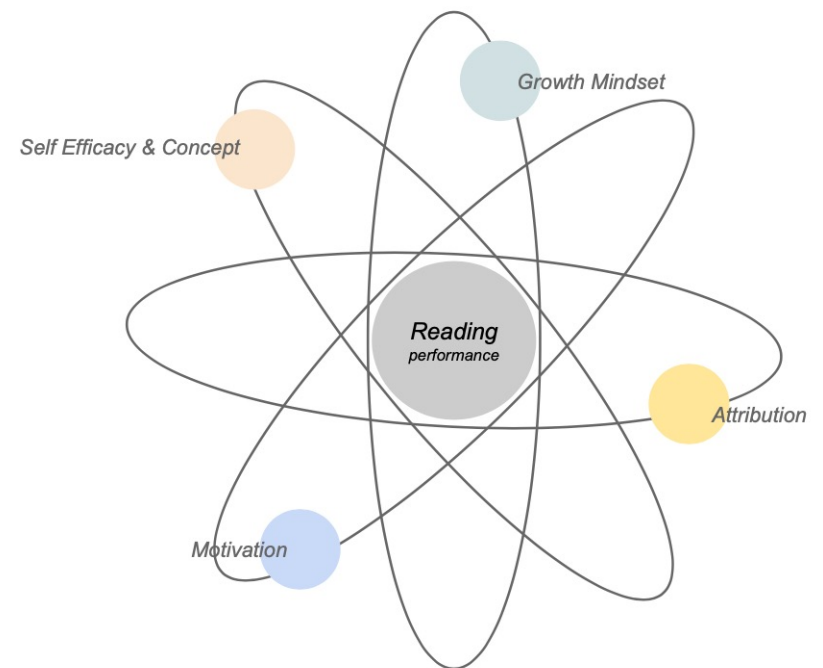 Growth Mindset
Self Efficacy & Concept
Reading
performance
Attribution
Motivation